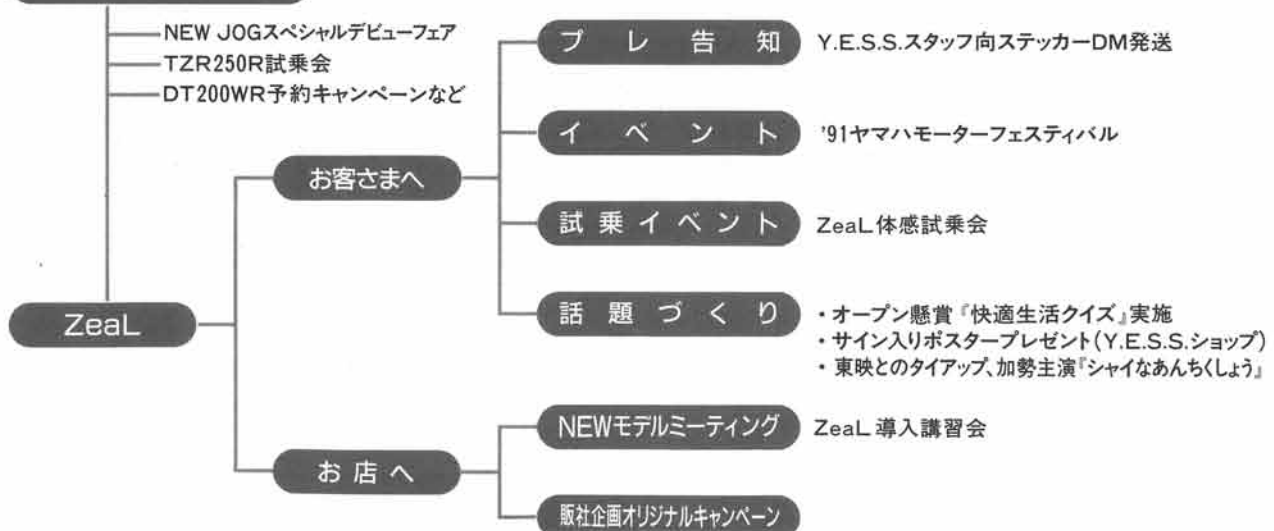 NEW JOGスペシャルデビューフェア
TZR250R試乗会
DT200WR予約キャンペーンなど
ZeaL
お客さまへ
プレ告知
Y.E.S.S.スタッフ向ステッカーDM発送
イベント
'91ヤマハモーターフェスティバル
試乗イベント
ZeaL体感試乗会
話題づくり
・オープン懸賞『快適生活クイズ』実施
・サイン入りポスタープレゼント(Y.E.S.S.ショップ)
・東映とのタイアップ、加勢主演『シャイなあんちくしょう』
お店へ
NEWモデルミーティング
ZeaL導入講習会
販社企画オリジナルキャンペーン